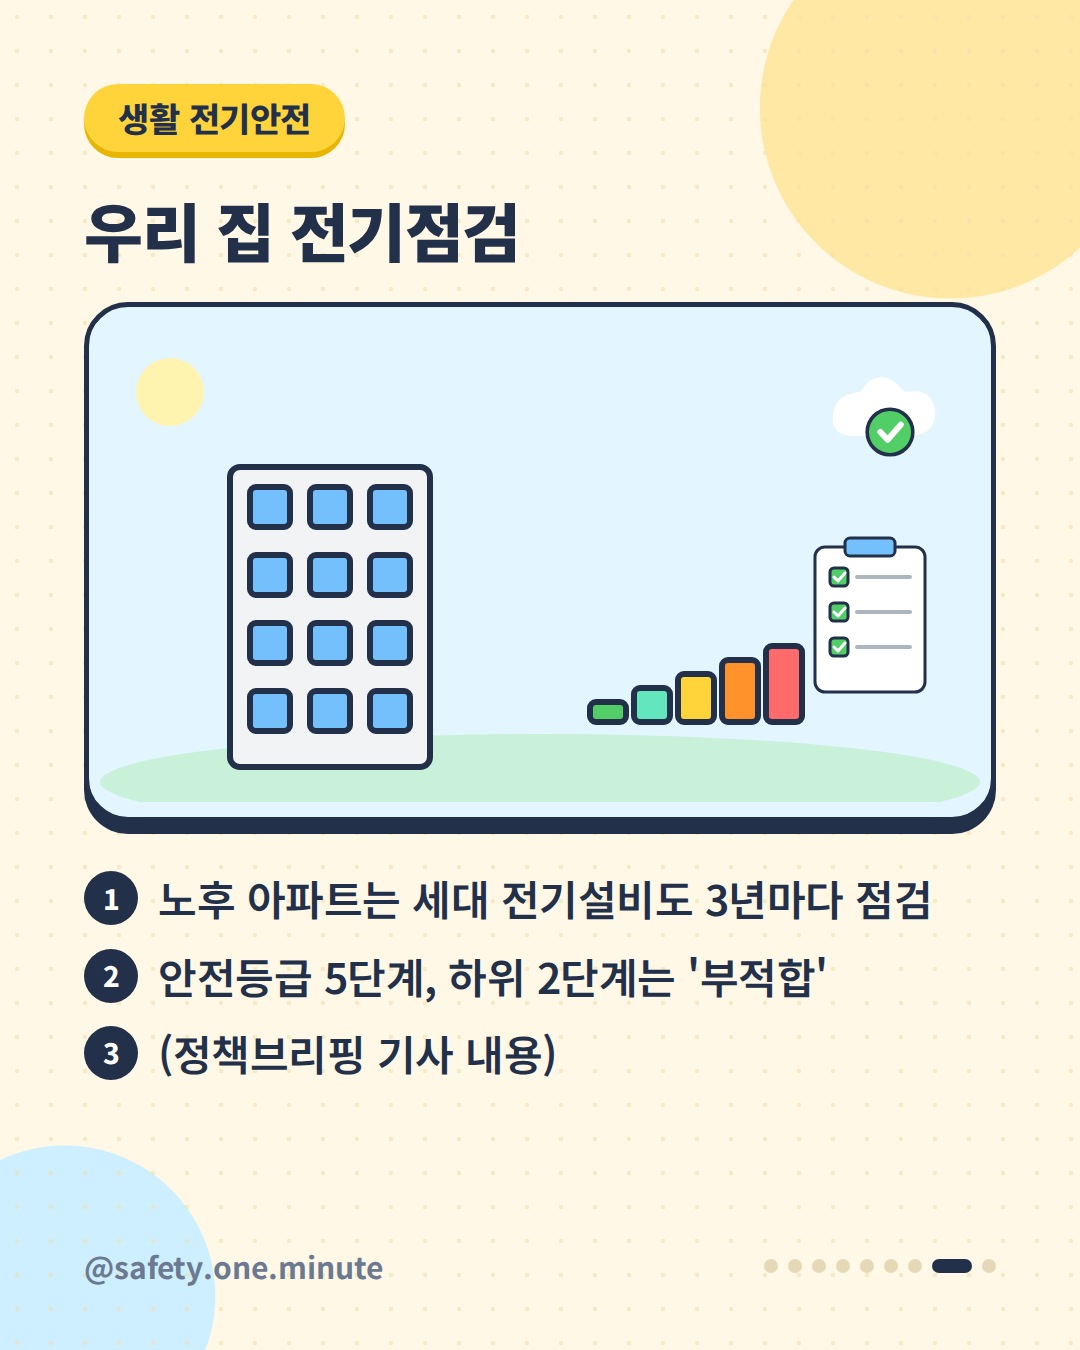 생활 전기안전
우리 집 전기점검
1 노후 아파트는 세대 전기설비도 3년마다 점검
2 안전등급 5단계, 하위 2단계는 '부적합'
3 (정책브리핑 기사 내용)
@safety.one.minute